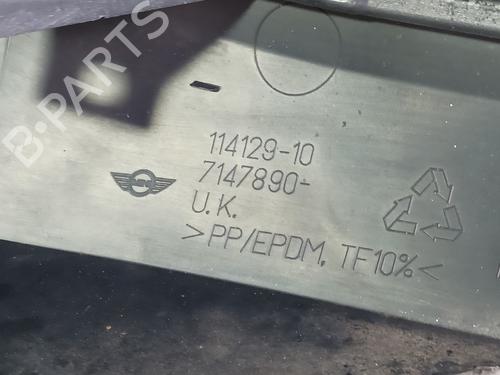 B-PARTS
114129-10
7147890-
U.K.
>PP/EPDM, TF10%<